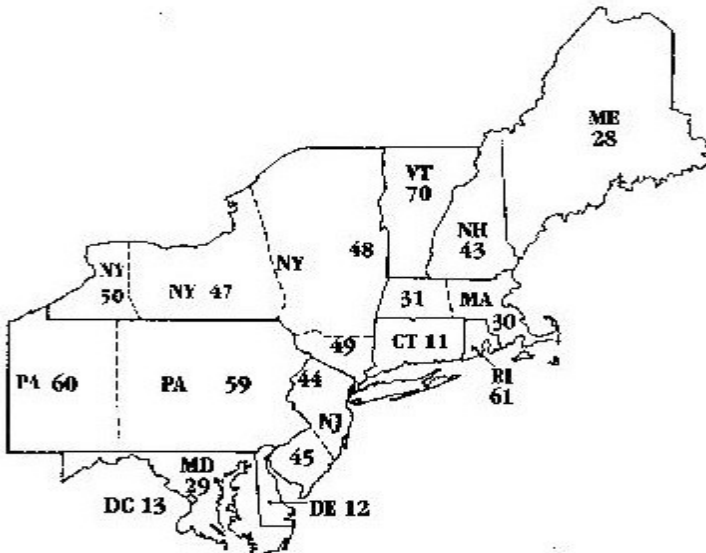 ME
28
VT
70
NH
43
NY
48
NY
50
NY 47
31
MA
30
CT 11
49
RI
61
PA 60
PA 59
44
NJ
45
MD
29
DC 13
DE 12